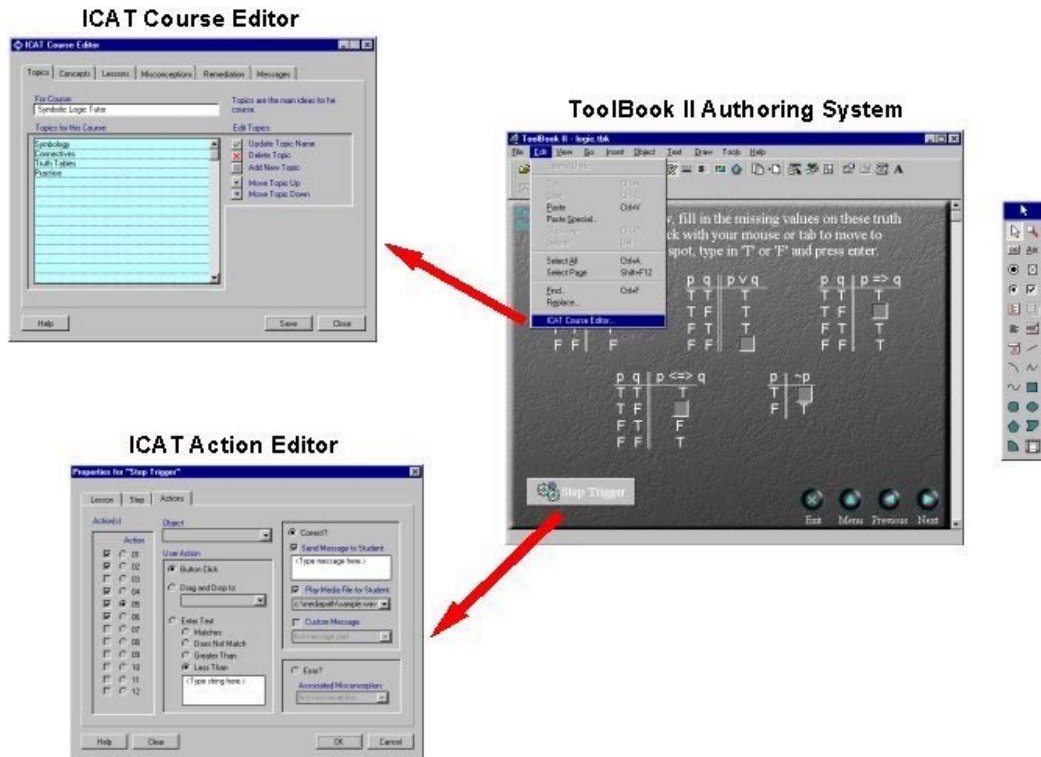 ICAT Course Editor
ICAT Course Editor
Topics Concepts Lessons Misconceptions Remediation Messages
For Course:
Symbolic Logic Tutor
Topics are the main ideas for he
course.
Topics for this Course:
Symbology
Connectives
Truth Tables
Practice
Edit Topics
Update Topic Name
Delete Topic
Add New Topic
Move Topic Up
Move Topic Down
Help Save Close
ToolBook II Authoring System
ToolBook II - logic.tbk
File Edit View Go Insert Object Text Draw Tools Help
Paste Ctrl+V
Paste Special...
Select All Ctrl+A
Select Page Shift+F12
Find... Ctrl+F
Replace...
ICAT Course Editor...
, fill in the missing values on these truth
ck with your mouse or tab to move to
spot, type in 'T' or 'F' and press enter.
F F F
p q p v q
T T T
T F T
F T T
F F
p q p => q
T T T
T F
F T T
F F T
p q p <=> q
T T T
T F
F T F
F F T
p ~p
T
F T
Step Trigger
Exit Menu Previous Next
ICAT Action Editor
Properties for "Step Trigger"
Lesson Step Actions
Action(s)
Action
01
02
03
04
05
06
07
08
09
10
11
12
Object
User Action
Button Click
Drag and Drop to:
Enter Text
Matches
Does Not Match
Greater Than
Less Than
<Type string here.>
Correct?
Send Message to Student:
<Type message here.>
Play Media File for Student:
c:\mediapath\sample.wav
Custom Message:
Error?
Associated Misconception:
Help Clear OK Cancel